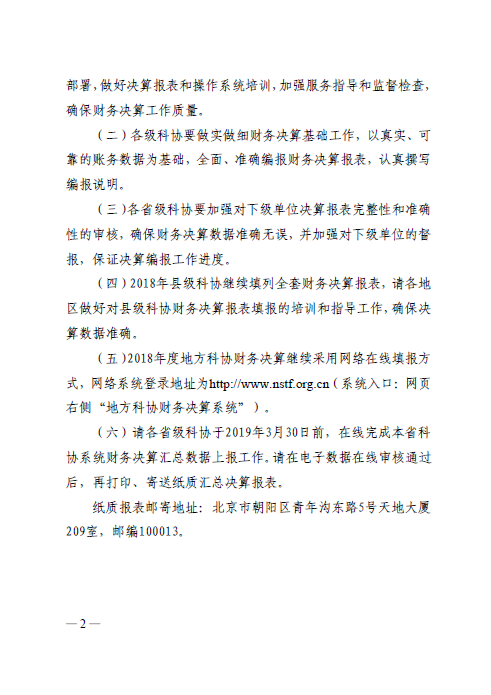 部署，做好决算报表和操作系统培训，加强服务指导和监督检查，
确保财务决算工作质量。
（二）各级科协要做实做细财务决算基础工作，以真实、可
靠的账务数据为基础，全面、准确编报财务决算报表，认真撰写
编报说明。
（三）各省级科协要加强对下级单位决算报表完整性和准确
性的审核，确保财务决算数据准确无误，并加强对下级单位的督
报，保证决算编报工作进度。
（四）2018年县级科协继续填列全套财务决算报表，请各地
区做好对县级科协财务决算报表填报的培训和指导工作，确保决
算数据准确。
（五）2018年度地方科协财务决算继续采用网络在线填报方
式，网络系统登录地址为http://www.nstf.org.cn（系统入口：网页
右侧“地方科协财务决算系统”）。
（六）请各省级科协于2019年3月30日前，在线完成本省科
协系统财务决算汇总数据上报工作。请在电子数据在线审核通过
后，再打印、寄送纸质汇总决算报表。
纸质报表邮寄地址：北京市朝阳区青年沟东路5号天地大厦
209室，邮编100013。
— 2 —